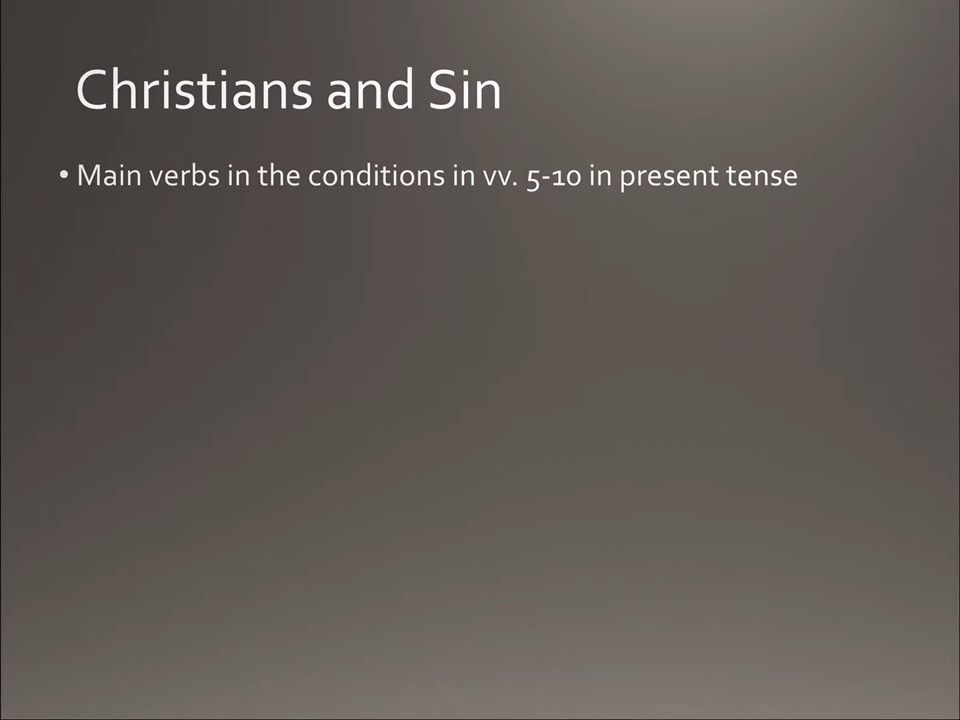 Christians and Sin
• Main verbs in the conditions in vv. 5-10 in present tense